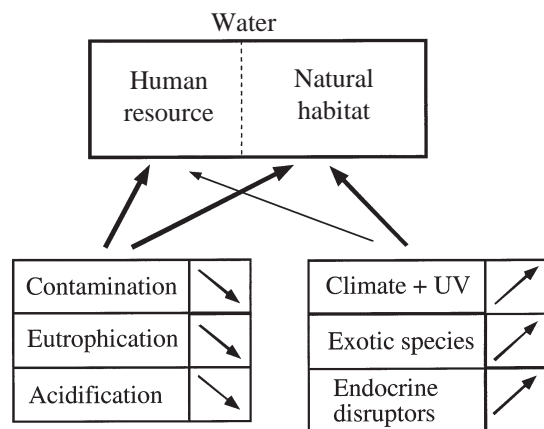 Water
Human
resource
Natural
habitat
Contamination
Eutrophication
Acidification
Climate + UV
Exotic species
Endocrine
disruptors